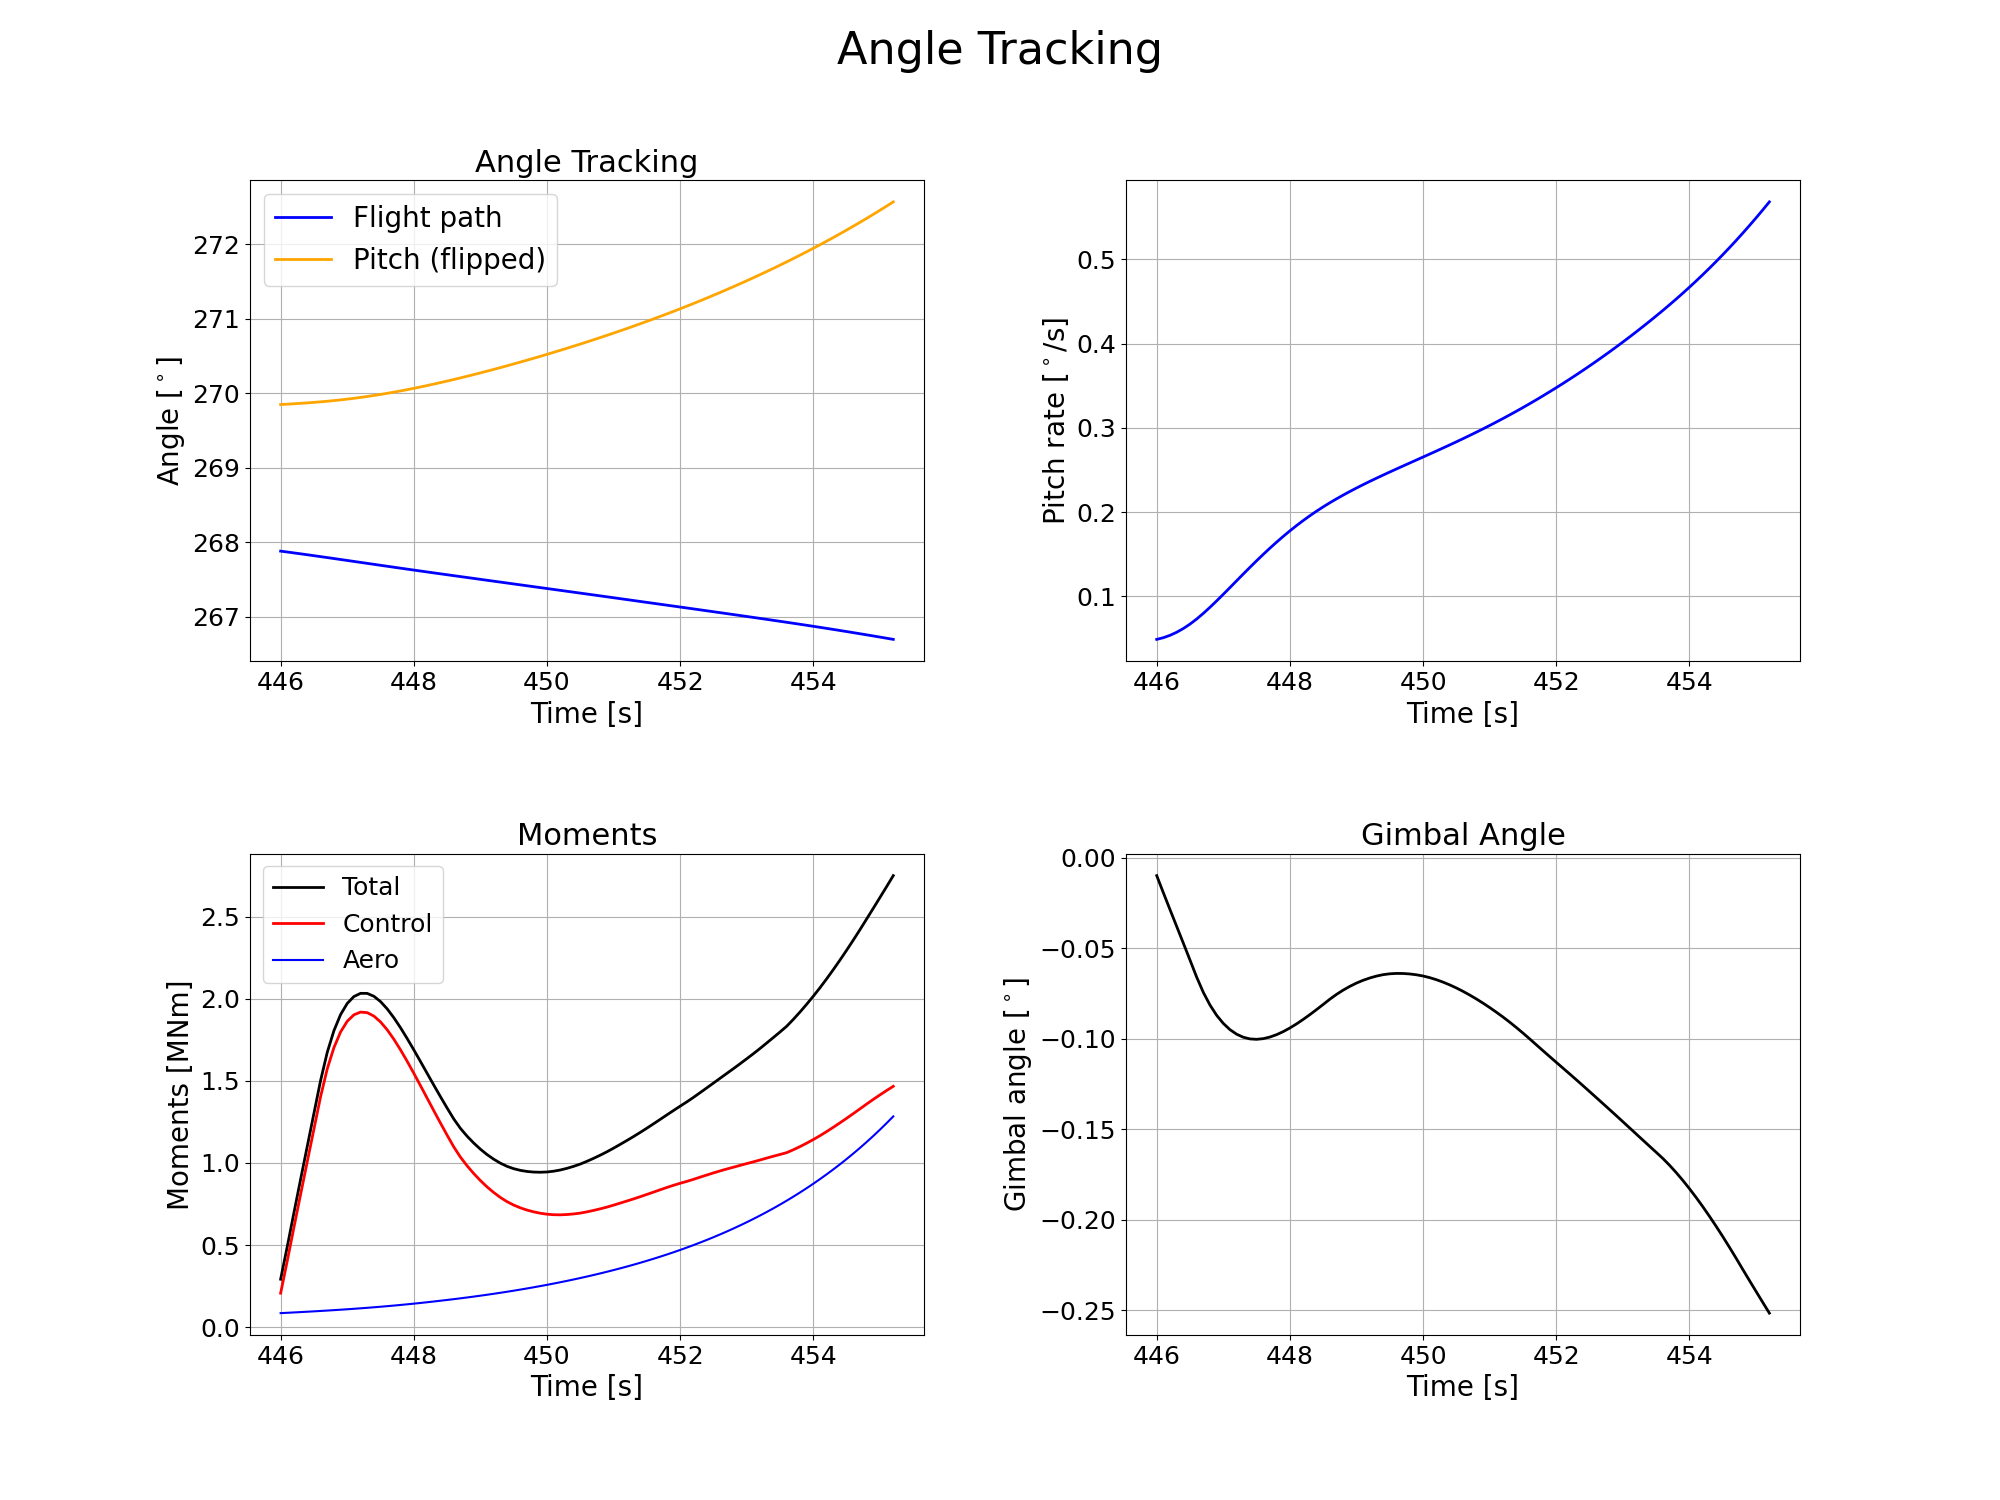 Angle Tracking
Angle Tracking
Flight path
Pitch (flipped)
272
271
270
269
268
267
Angle [°]
446 448 450 452 454
Time [s]
0.5
0.4
0.3
0.2
0.1
Pitch rate [°/s]
446 448 450 452 454
Time [s]
Moments
Total
Control
Aero
2.5
2.0
1.5
1.0
0.5
0.0
Moments [MNm]
446 448 450 452 454
Time [s]
Gimbal Angle
0.00
−0.05
−0.10
−0.15
−0.20
−0.25
Gimbal angle [°]
446 448 450 452 454
Time [s]